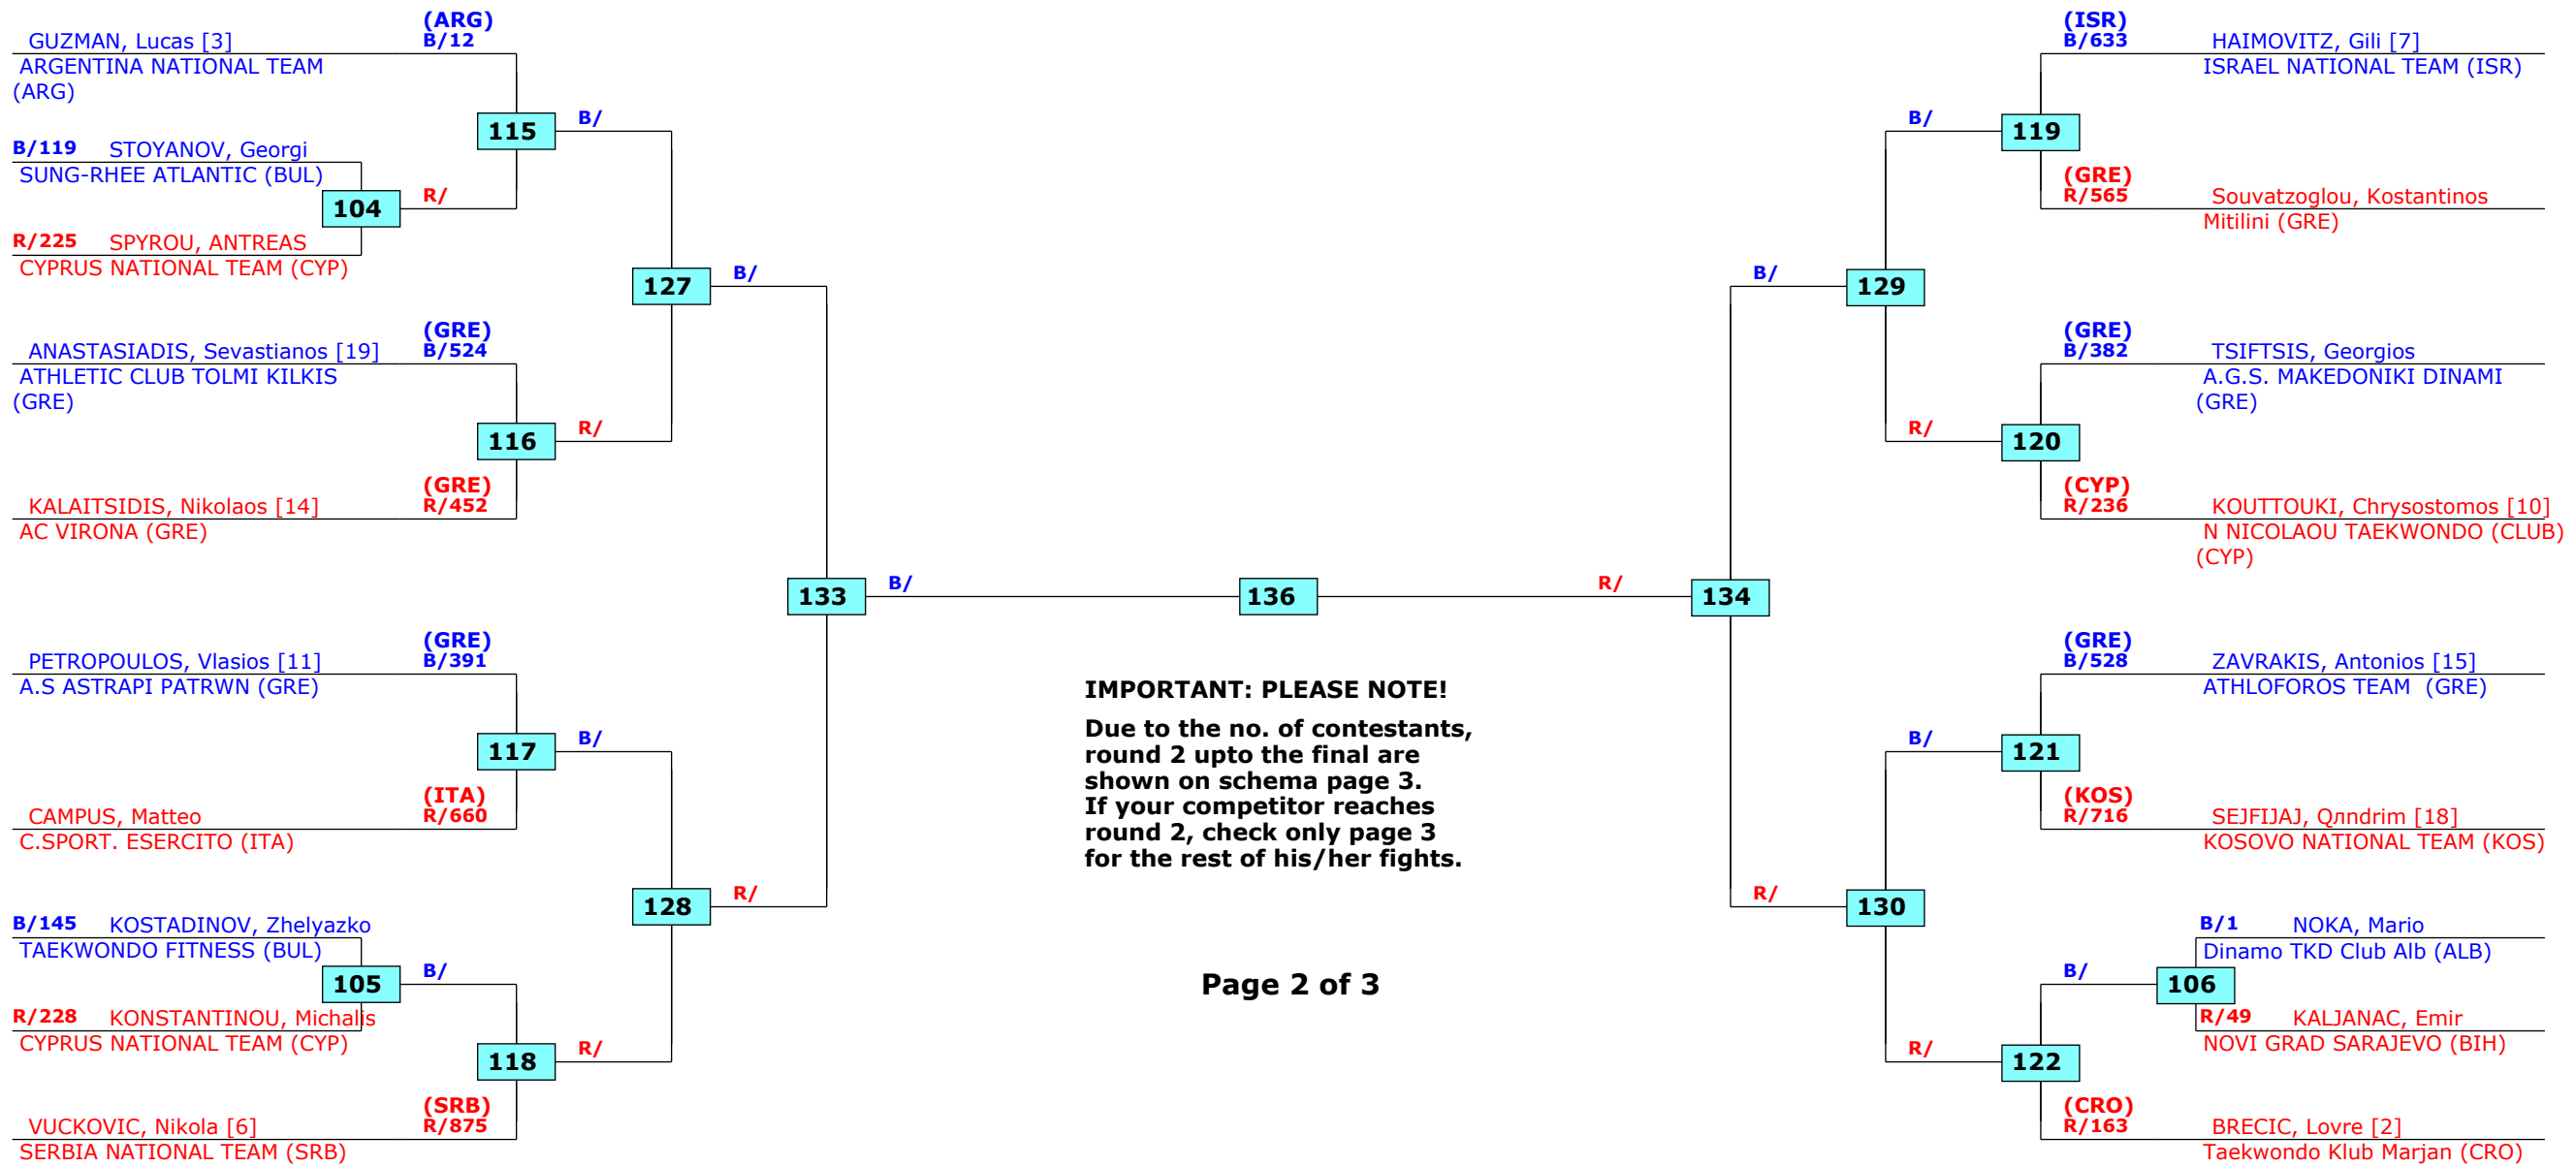 (ARG)
GUZMAN, Lucas [3] B/12
ARGENTINA NATIONAL TEAM
(ARG)
115
B/
B/119 STOYANOV, Georgi
SUNG-RHEE ATLANTIC (BUL)
104
R/
R/225 SPYROU, ANTREAS
CYPRUS NATIONAL TEAM (CYP)
127
B/
(GRE)
ANASTASIADIS, Sevastianos [19] B/524
ATHLETIC CLUB TOLMI KILKIS
(GRE)
116
R/
(GRE)
KALAITSIDIS, Nikolaos [14] R/452
AC VIRONA (GRE)
133
B/
(GRE)
PETROPOULOS, Vlasios [11] B/391
A.S ASTRAPI PATRWN (GRE)
117
B/
(ITA)
CAMPUS, Matteo R/660
C.SPORT. ESERCITO (ITA)
128
R/
B/145 KOSTADINOV, Zhelyazko
TAEKWONDO FITNESS (BUL)
105
B/
R/228 KONSTANTINOU, Michalis
CYPRUS NATIONAL TEAM (CYP)
118
R/
(SRB)
VUCKOVIC, Nikola [6] R/875
SERBIA NATIONAL TEAM (SRB)
136
IMPORTANT: PLEASE NOTE!
Due to the no. of contestants,
round 2 upto the final are
shown on schema page 3.
If your competitor reaches
round 2, check only page 3
for the rest of his/her fights.
Page 2 of 3
R/
134
(ISR)
B/633 HAIMOVITZ, Gili [7]
ISRAEL NATIONAL TEAM (ISR)
B/
119
(GRE)
R/565 Souvatzoglou, Kostantinos
Mitilini (GRE)
B/
129
(GRE)
B/382 TSIFTSIS, Georgios
A.G.S. MAKEDONIKI DINAMI
(GRE)
R/
120
(CYP)
R/236 KOUTTOUKI, Chrysostomos [10]
N NICOLAOU TAEKWONDO (CLUB)
(CYP)
(GRE)
B/528 ZAVRAKIS, Antonios [15]
ATHLOFOROS TEAM (GRE)
B/
121
(KOS)
R/716 SEJFIJAJ, Qлndrim [18]
KOSOVO NATIONAL TEAM (KOS)
R/
130
B/1 NOKA, Mario
Dinamo TKD Club Alb (ALB)
B/
106
R/49 KALJANAC, Emir
NOVI GRAD SARAJEVO (BIH)
R/
122
(CRO)
R/163 BRECIC, Lovre [2]
Taekwondo Klub Marjan (CRO)